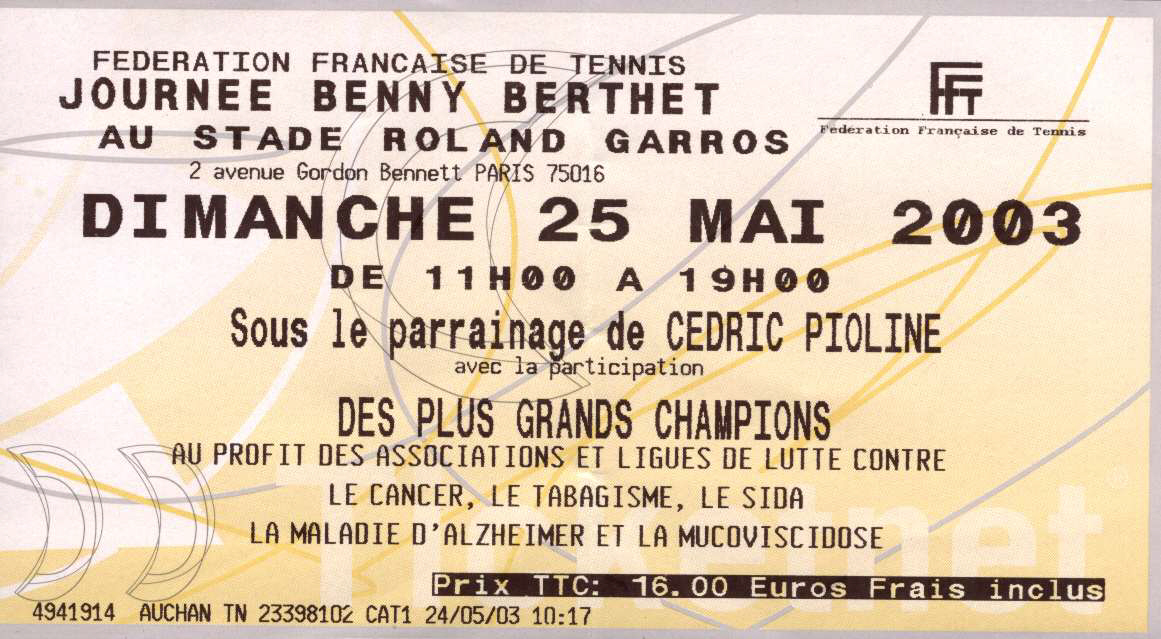 FEDERATION FRANCAISE DE TENNIS
JOURNEE BENNY BERTHET
AU STADE ROLAND GARROS
2 avenue Gordon Bennett PARIS 75016
FFT
Federation Française de Tennis
DIMANCHE 25 MAI 2003
DE 11H00 A 19H00
Sous le parrainage de CEDRIC PIOLINE
avec la participation
DES PLUS GRANDS CHAMPIONS
AU PROFIT DES ASSOCIATIONS ET LIGUES DE LUTTE CONTRE
LE CANCER, LE TABAGISME, LE SIDA
LA MALADIE D'ALZHEIMER ET LA MUCOVISCIDOSE
Ticketnet
Prix TTC: 16.00 Euros Frais inclus
4941914 AUCHAN TN 23398102 CAT1 24/05/03 10:17